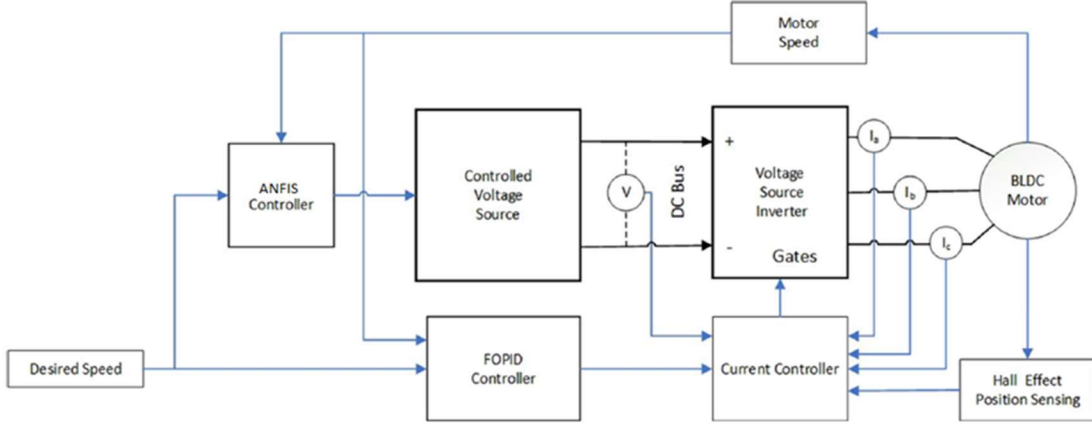 Motor
Speed
ANFIS
Controller
Controlled
Voltage
Source
V
DC Bus
+
-
Voltage
Source
Inverter
Gates
Ia
Ib
Ic
BLDC
Motor
Desired Speed
FOPID
Controller
Current Controller
Hall Effect
Position Sensing